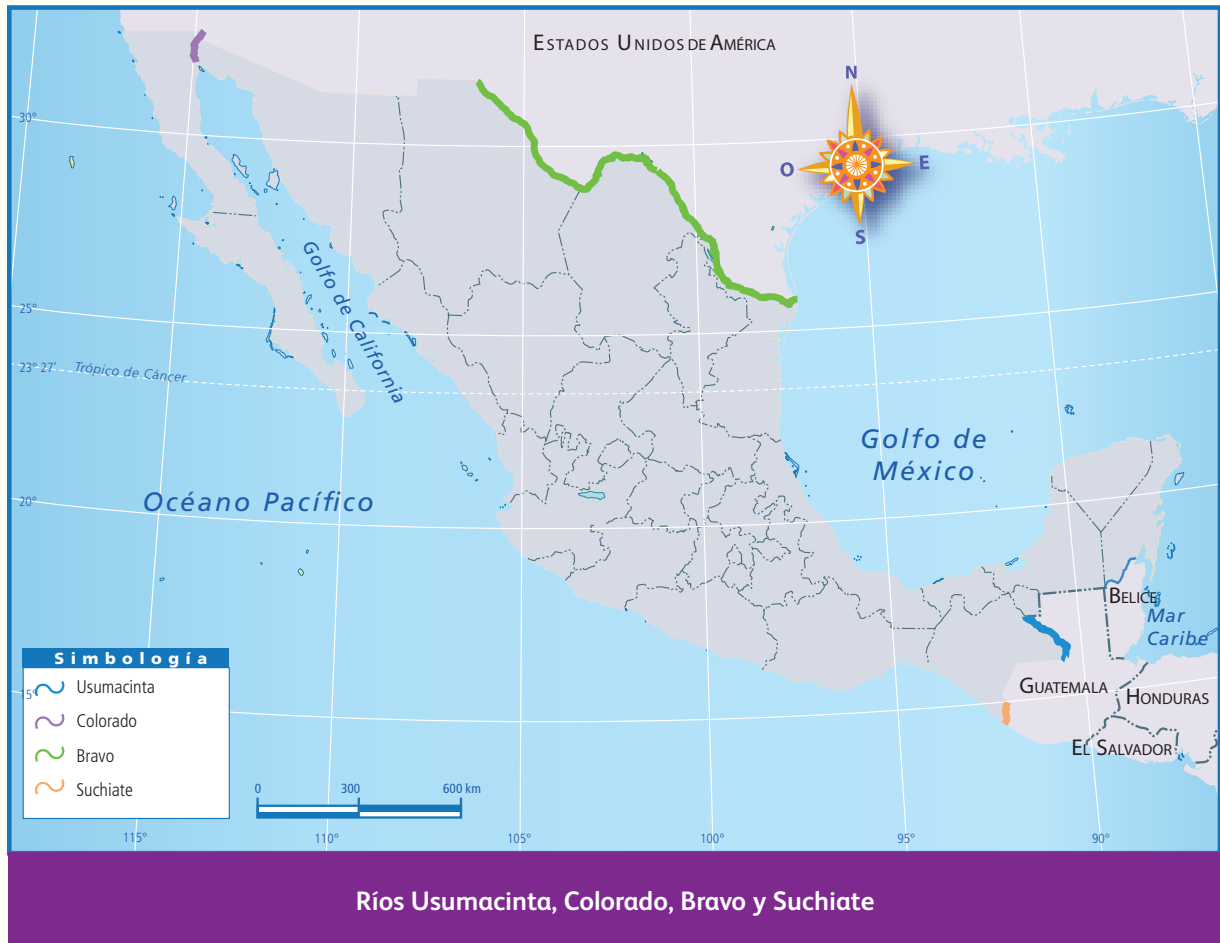 ESTADOS UNIDOS DE AMÉRICA
N
O
E
S
30°
25°
23° 27'
Trópico de Cáncer
20°
15°
Golfo de California
Golfo de
México
Océano Pacífico
BELICE
Mar
Caribe
GUATEMALA
HONDURAS
EL SALVADOR
Simbología
Usumacinta
Colorado
Bravo
Suchiate
0 300 600 km
115° 110° 105° 100° 95° 90°
Ríos Usumacinta, Colorado, Bravo y Suchiate